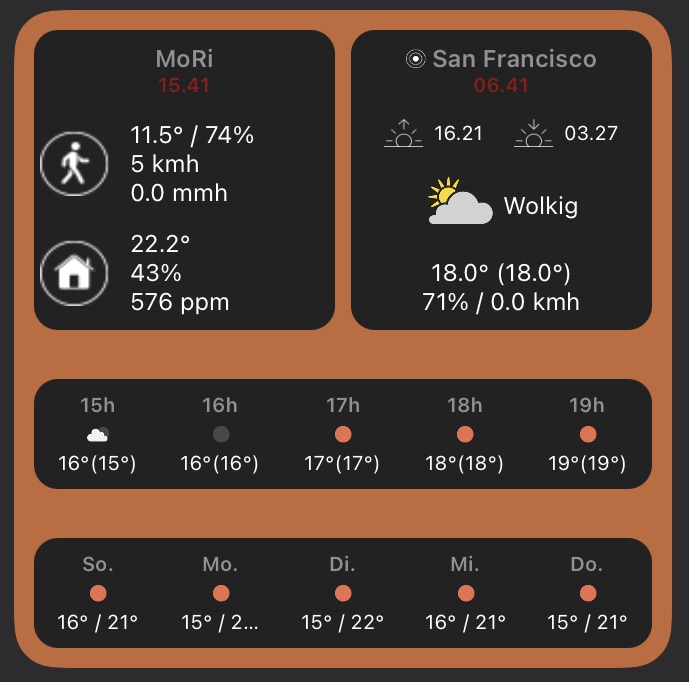 MoRi
15.41
11.5° / 74%
5 kmh
0.0 mmh
22.2°
43%
576 ppm
San Francisco
06.41
16.21 03.27
Wolkig
18.0° (18.0°)
71% / 0.0 kmh
15h 16h 17h 18h 19h
16°(15°) 16°(16°) 17°(17°) 18°(18°) 19°(19°)
So. Mo. Di. Mi. Do.
16° / 21° 15° / 2... 15° / 22° 16° / 21° 15° / 21°